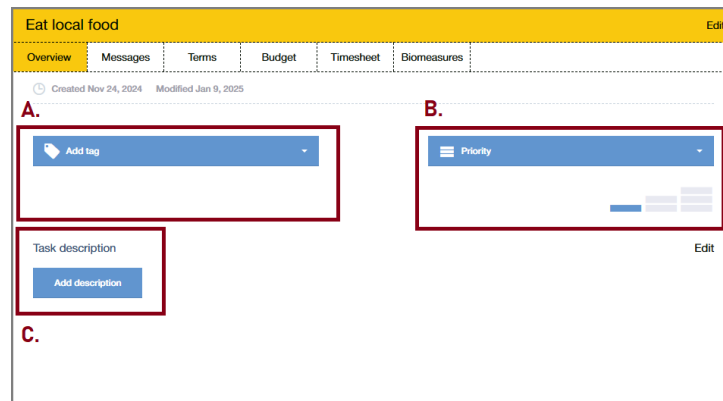 Eat local food Edit
Overview Messages Terms Budget Timesheet Biomeasures
Created Nov 24, 2024 Modified Jan 9, 2025
A. B.
Add tag Priority
Task description Edit
Add description
C.